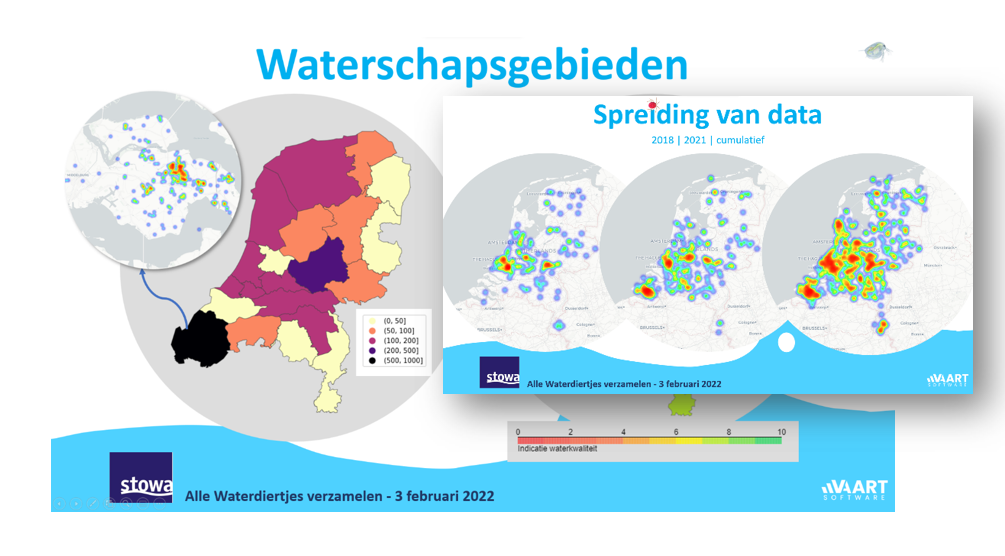 Waterschapsgebieden
(0, 50]
(50, 100]
(100, 200]
(200, 500]
(500, 1000]
Spreiding van data
2018 | 2021 | cumulatief
stowa
Alle Waterdiertjes verzamelen - 3 februari 2022
VAART
SOFTWARE
0 2 4 6 8 10
Indicatie waterkwaliteit
stowa
Alle Waterdiertjes verzamelen - 3 februari 2022
VAART
SOFTWARE